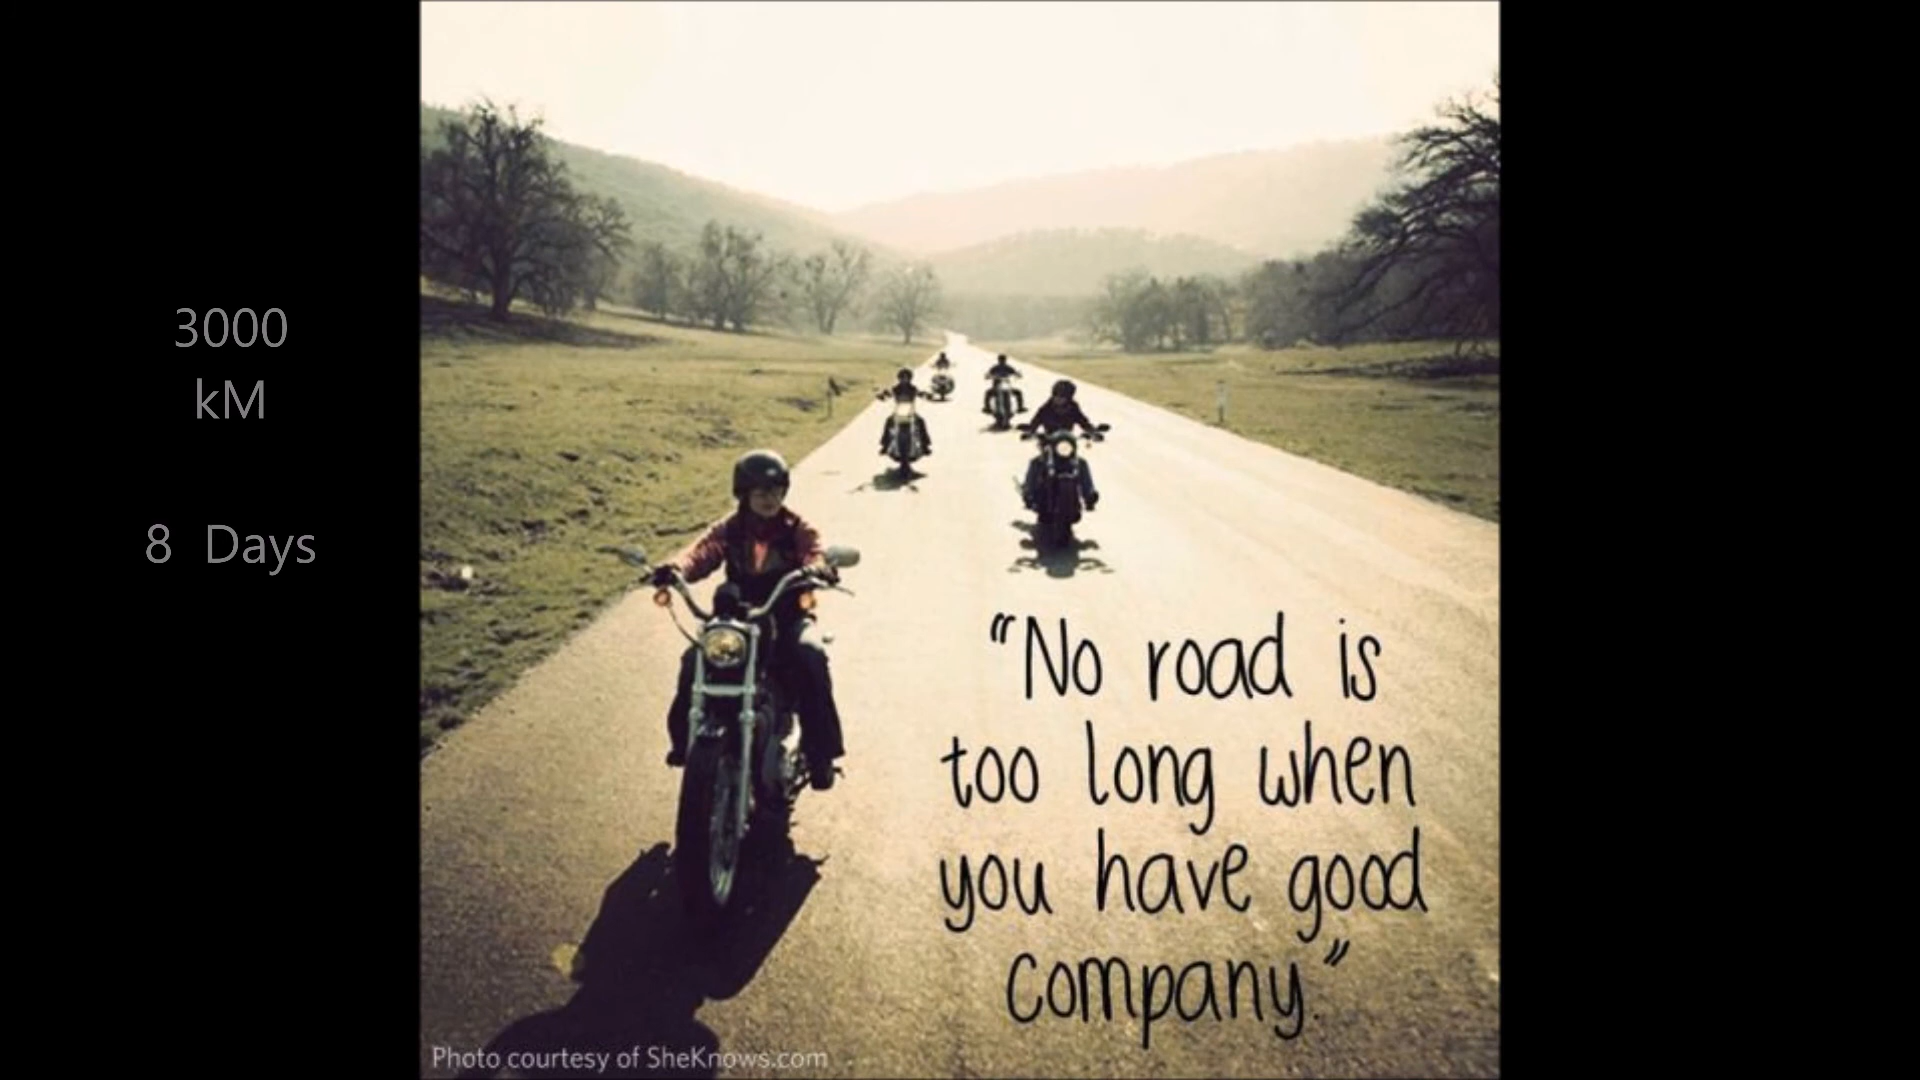 3000
kM
8 Days
“No road is
too long when
you have good
company.”
Photo courtesy of SheKnows.com